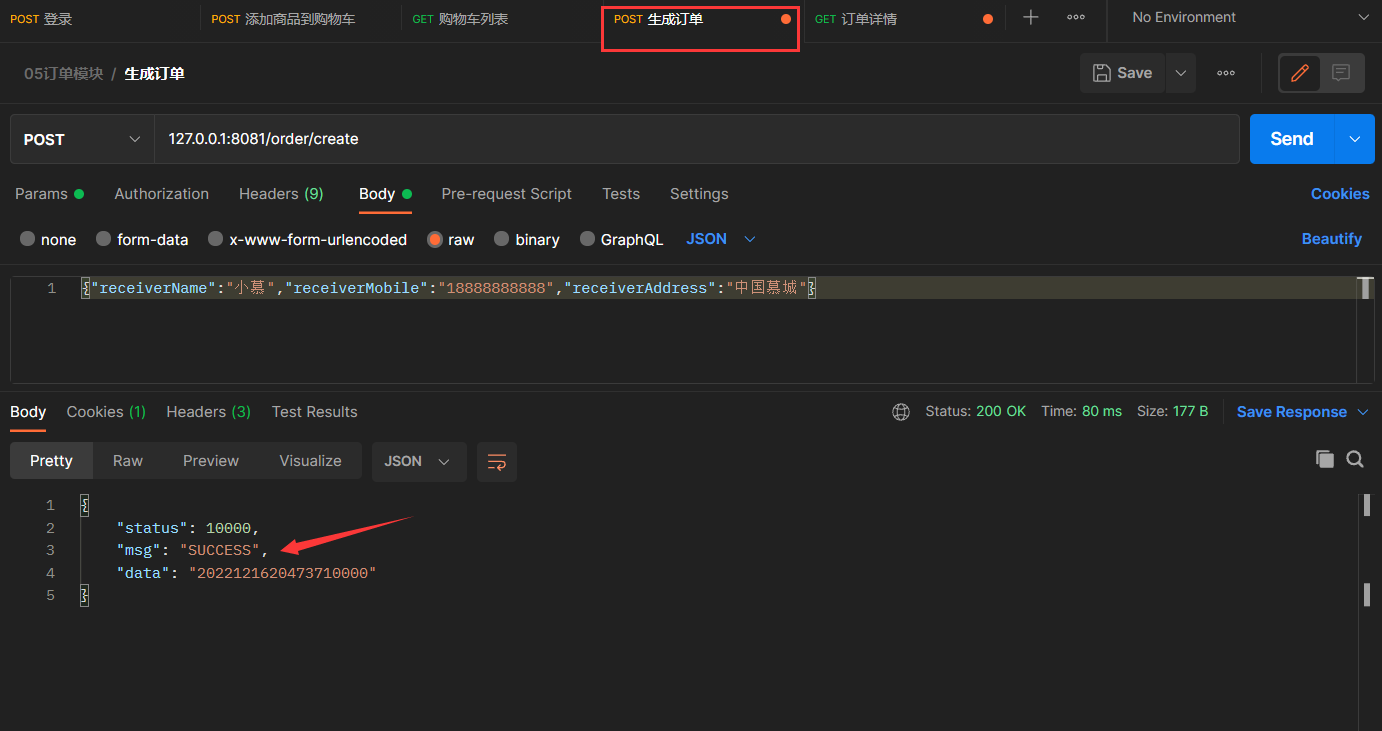 POST 登录 POST 添加商品到购物车 GET 购物车列表 POST 生成订单 GET 订单详情 No Environment
05订单模块 / 生成订单 Save
POST 127.0.0.1:8081/order/create Send
Params Authorization Headers (9) Body Pre-request Script Tests Settings Cookies
none form-data x-www-form-urlencoded raw binary GraphQL JSON Beautify
1 {"receiverName":"小慕","receiverMobile":"18888888888","receiverAddress":"中国慕城"}
Body Cookies (1) Headers (3) Test Results Status: 200 OK Time: 80 ms Size: 177 B Save Response
Pretty Raw Preview Visualize JSON
1 {
2 "status": 10000,
3 "msg": "SUCCESS",
4 "data": "2022121620473710000"
5 }